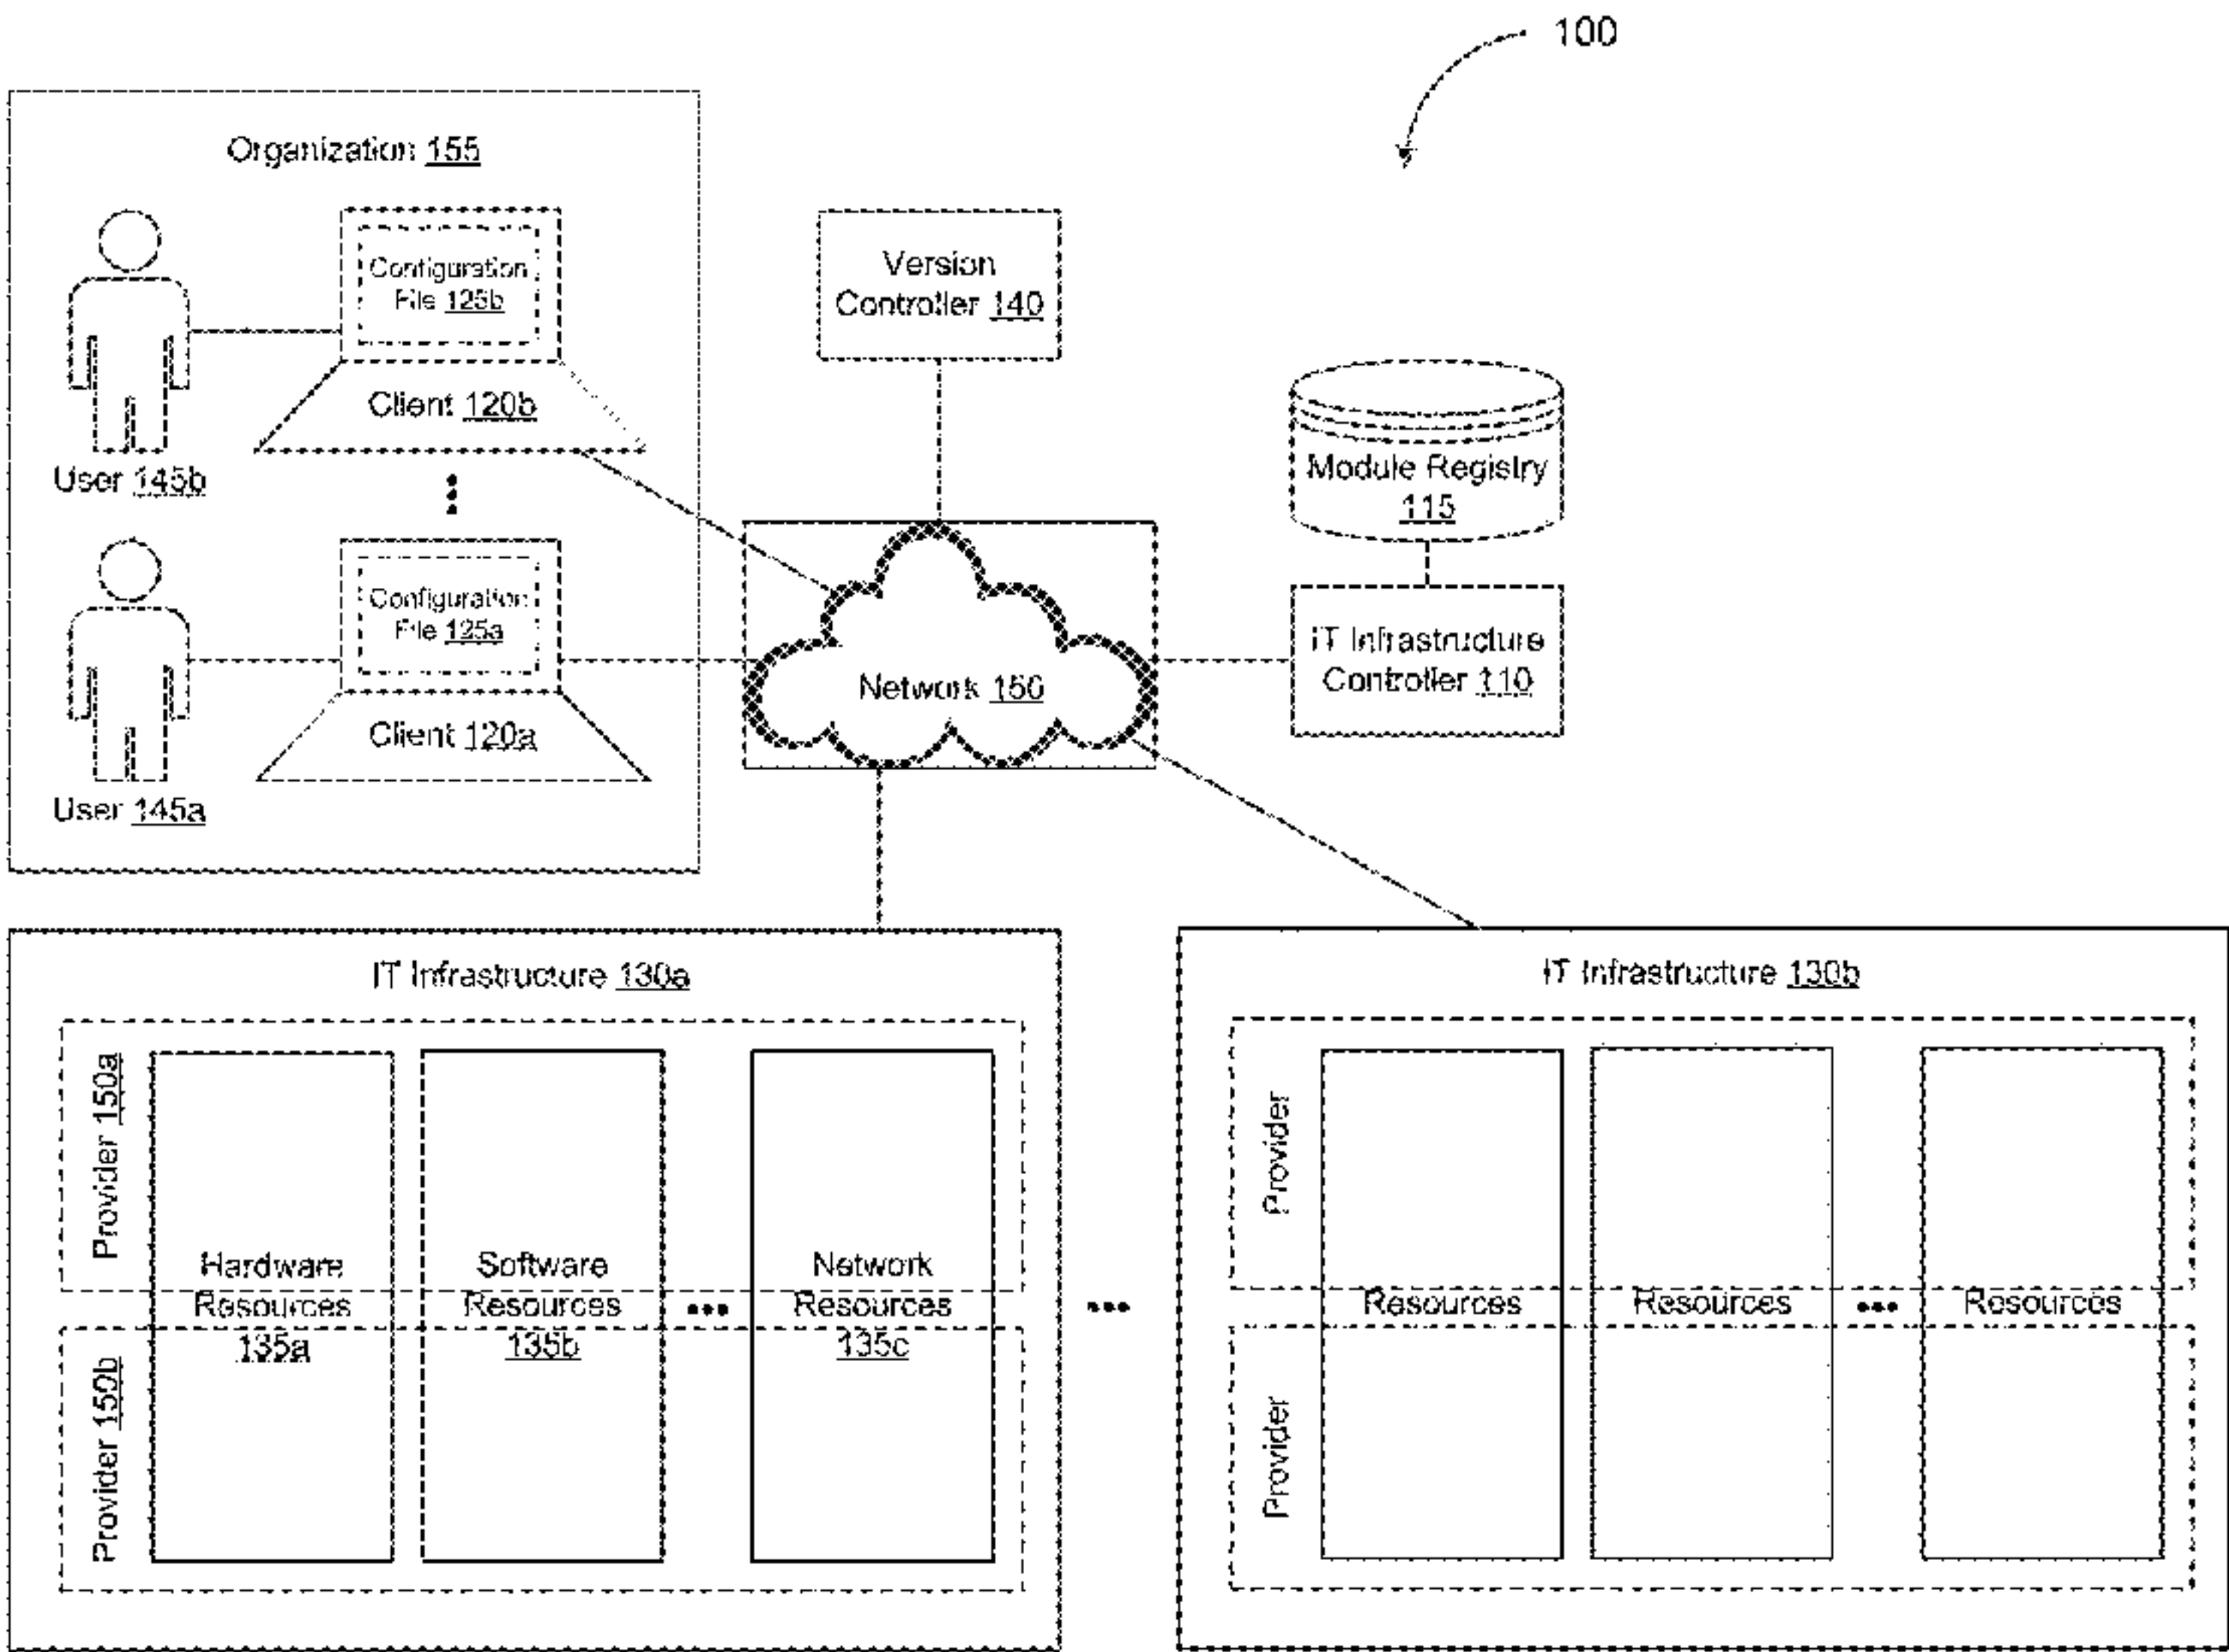 100
Organization 155
Configuration
File 125b
Client 120b
User 145b
Configuration
File 125a
Client 120a
User 145a
Version
Controller 140
Module Registry
115
IT Infrastructure
Controller 110
Network 150
IT Infrastructure 130a
Provider 150a
Provider 150b
Hardware
Resources
135a
Software
Resources
135b
Network
Resources
135c
IT Infrastructure 130b
Provider
Provider
Resources
Resources
Resources